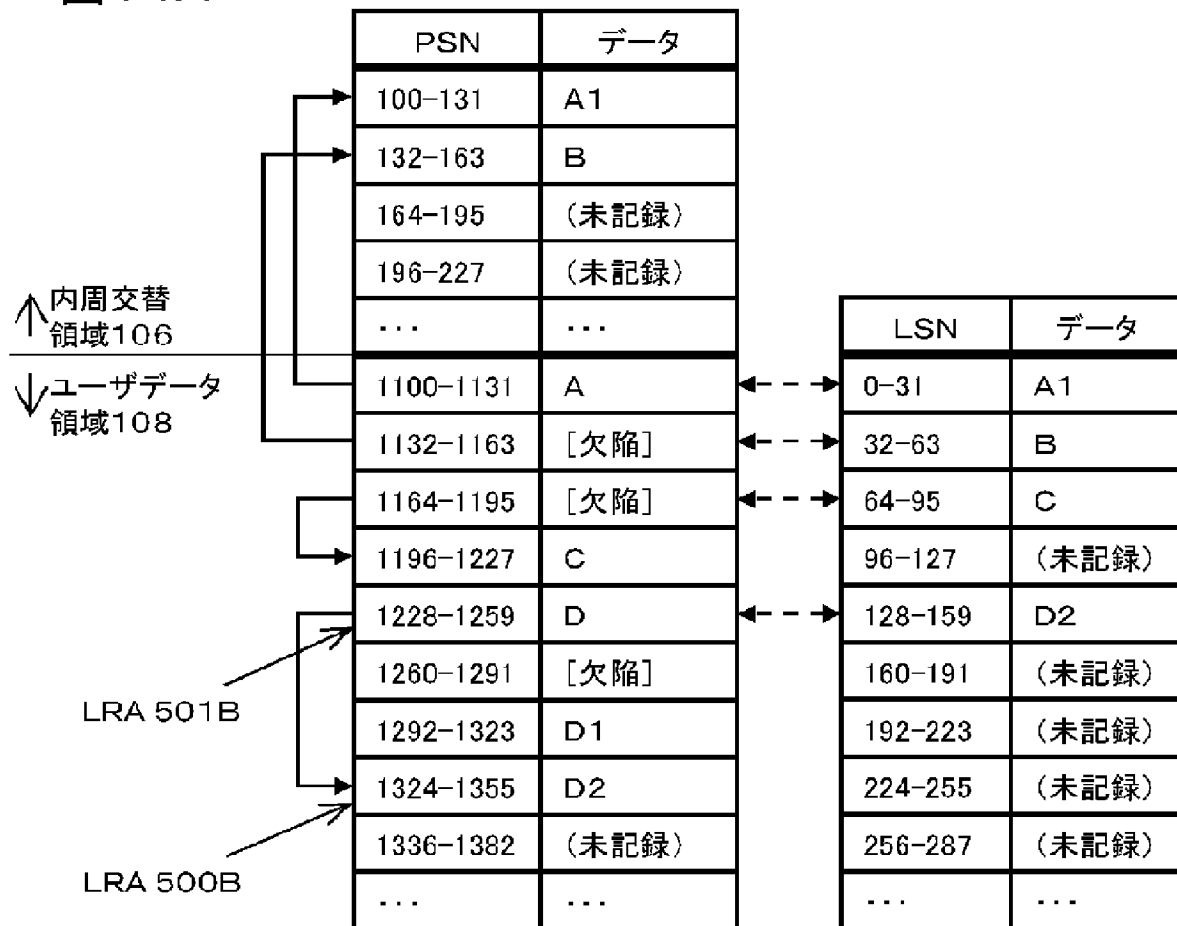 PSN データ
100-131 A1
132-163 B
164-195 (未記録)
196-227 (未記録)
... ...
1100-1131 A
1132-1163 [欠陥]
1164-1195 [欠陥]
1196-1227 C
1228-1259 D
1260-1291 [欠陥]
1292-1323 D1
1324-1355 D2
1336-1382 (未記録)
... ...
内周交替
領域106
ユーザデータ
領域108
LRA 501B
LRA 500B
LSN データ
0-31 A1
32-63 B
64-95 C
96-127 (未記録)
128-159 D2
160-191 (未記録)
192-223 (未記録)
224-255 (未記録)
256-287 (未記録)
... ...